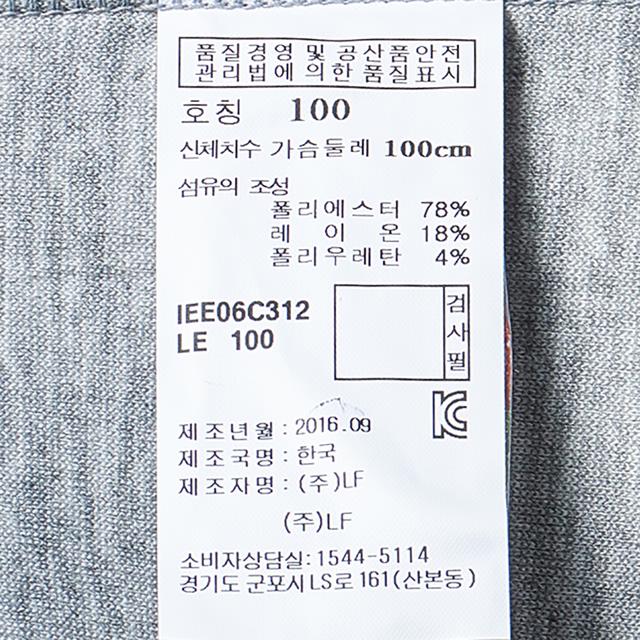 품질경영 및 공산품안전
관리법에 의한 품질표시
호칭 100
신체치수 가슴둘레 100cm
섬유의 조성
폴리에스터 78%
레이온 18%
폴리우레탄 4%
IEE06C312
LE 100
검사필
제조년월 : 2016.09
제조국명 : 한국
제조자명 : (주)LF
(주)LF
소비자상담실:1544-5114
경기도 군포시 LS로 161(산본동)